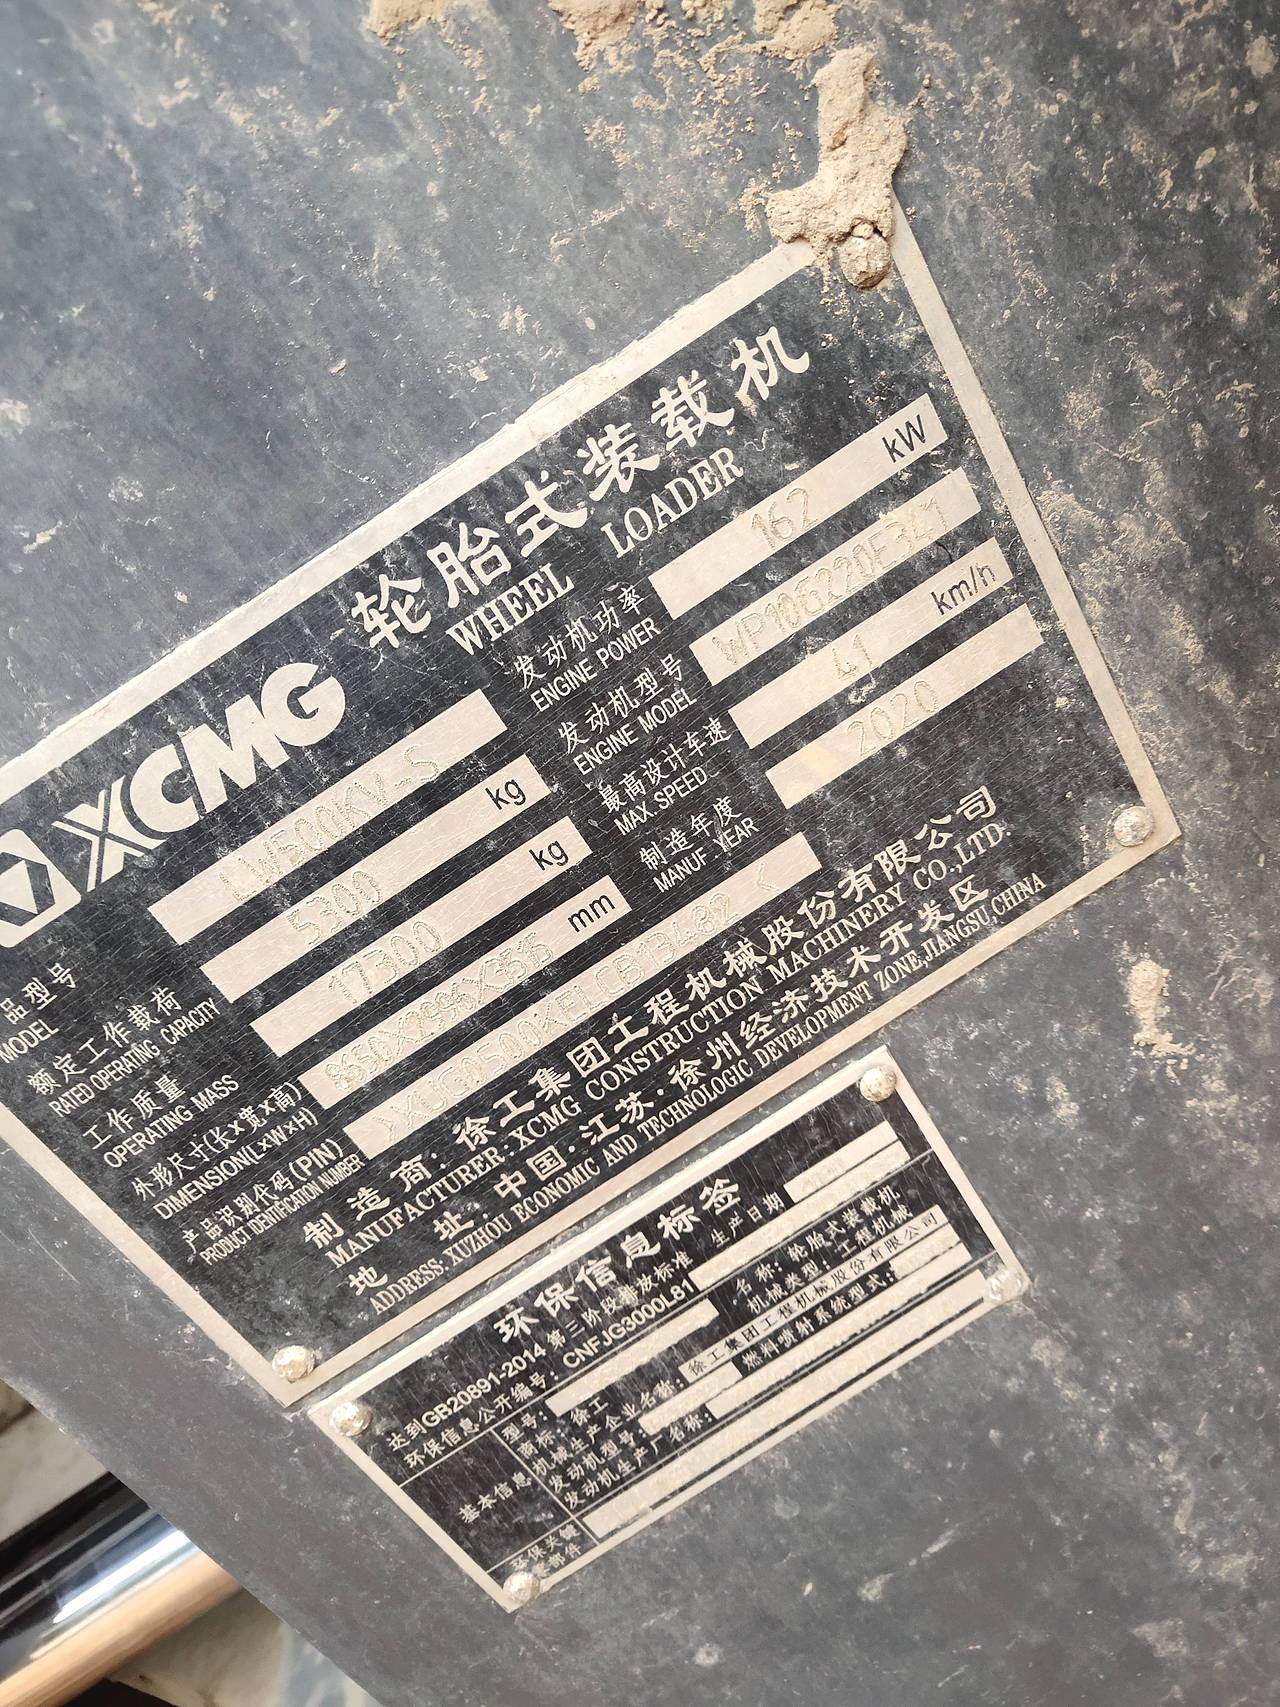 XCMG 轮胎式装载机
WHEEL LOADER
品型号 LW500KV-S
MODEL
额定工作载荷 5300 kg
RATED OPERATING CAPACITY
工作质量 17300 kg
OPERATING MASS
外形尺寸(长×宽×高) mm
DIMENSION(L×W×H)
产品识别代码(PIN)
PRODUCT IDENTIFICATION NUMBER
发动机功率 162 kW
ENGINE POWER
发动机型号
ENGINE MODEL
最高设计车速 41 km/h
MAX. SPEED
制造年度 2020
MANUF. YEAR
制造商:徐工集团工程机械股份有限公司
MANUFACTURER:XCMG CONSTRUCTION MACHINERY CO.,LTD.
地址:中国·江苏·徐州经济技术开发区
ADDRESS:XUZHOU ECONOMIC AND TECHNOLOGIC DEVELOPMENT ZONE,JIANGSU,CHINA
环保信息标签
达到GB20891-2014 第三阶段排放标准 生产日期
环保信息公开编号: CNFJG3000L81
基本信息
型号: 名称: 轮胎式装载机
商标: 徐工 机械类型: 工程机械
机械生产企业名称: 徐工集团工程机械股份有限公司
发动机型号: 燃料喷射系统型式:
发动机生产厂名称:
环保关键
部件